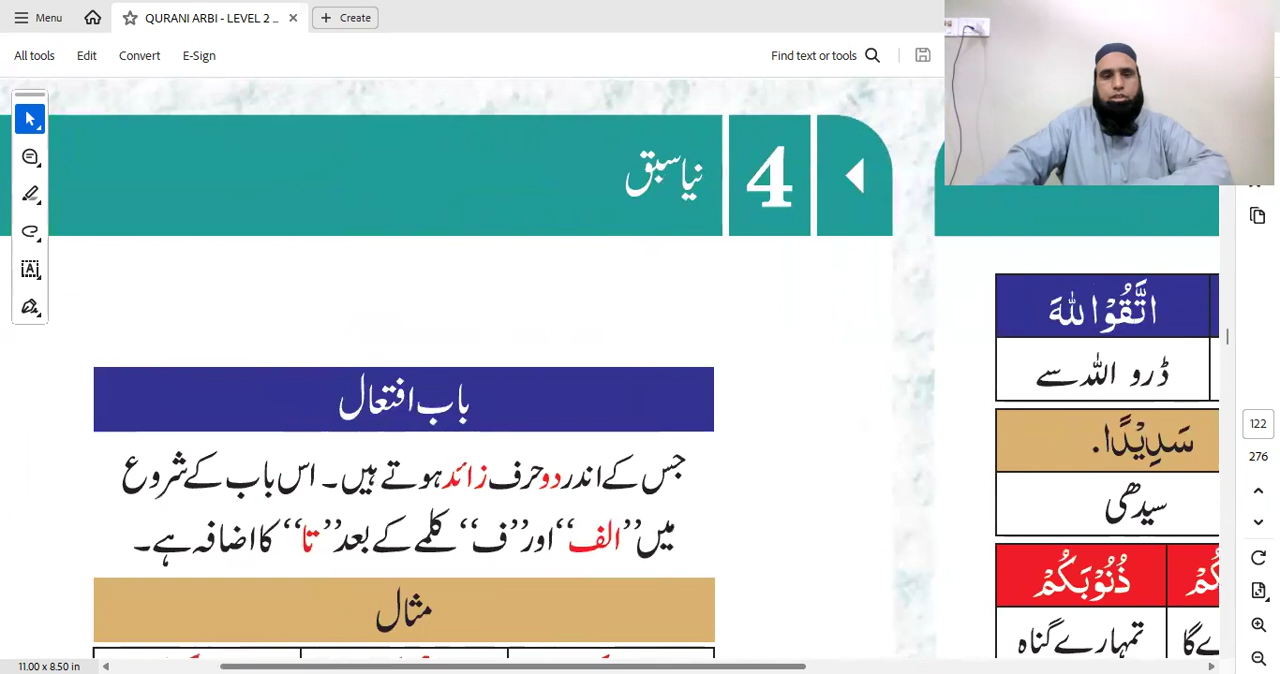 Menu
QURANI ARBI - LEVEL 2 ...
Create
All tools
Edit
Convert
E-Sign
Find text or tools
نیا سبق
4
باب افتعال
جس کے اندر دو حرف زائد ہوتے ہیں۔ اس باب کے شروع
میں ”الف“ اور ”ف“ کلمے کے بعد ”تا“ کا اضافہ ہے۔
مثال
اتَّقُوْا اللّٰهَ
ڈرو اللہ سے
سَدِيْدًا.
سیدھی
ذُنُوْبَكُمْ
تمہارے گناہ
122
276
11.00 x 8.50 in